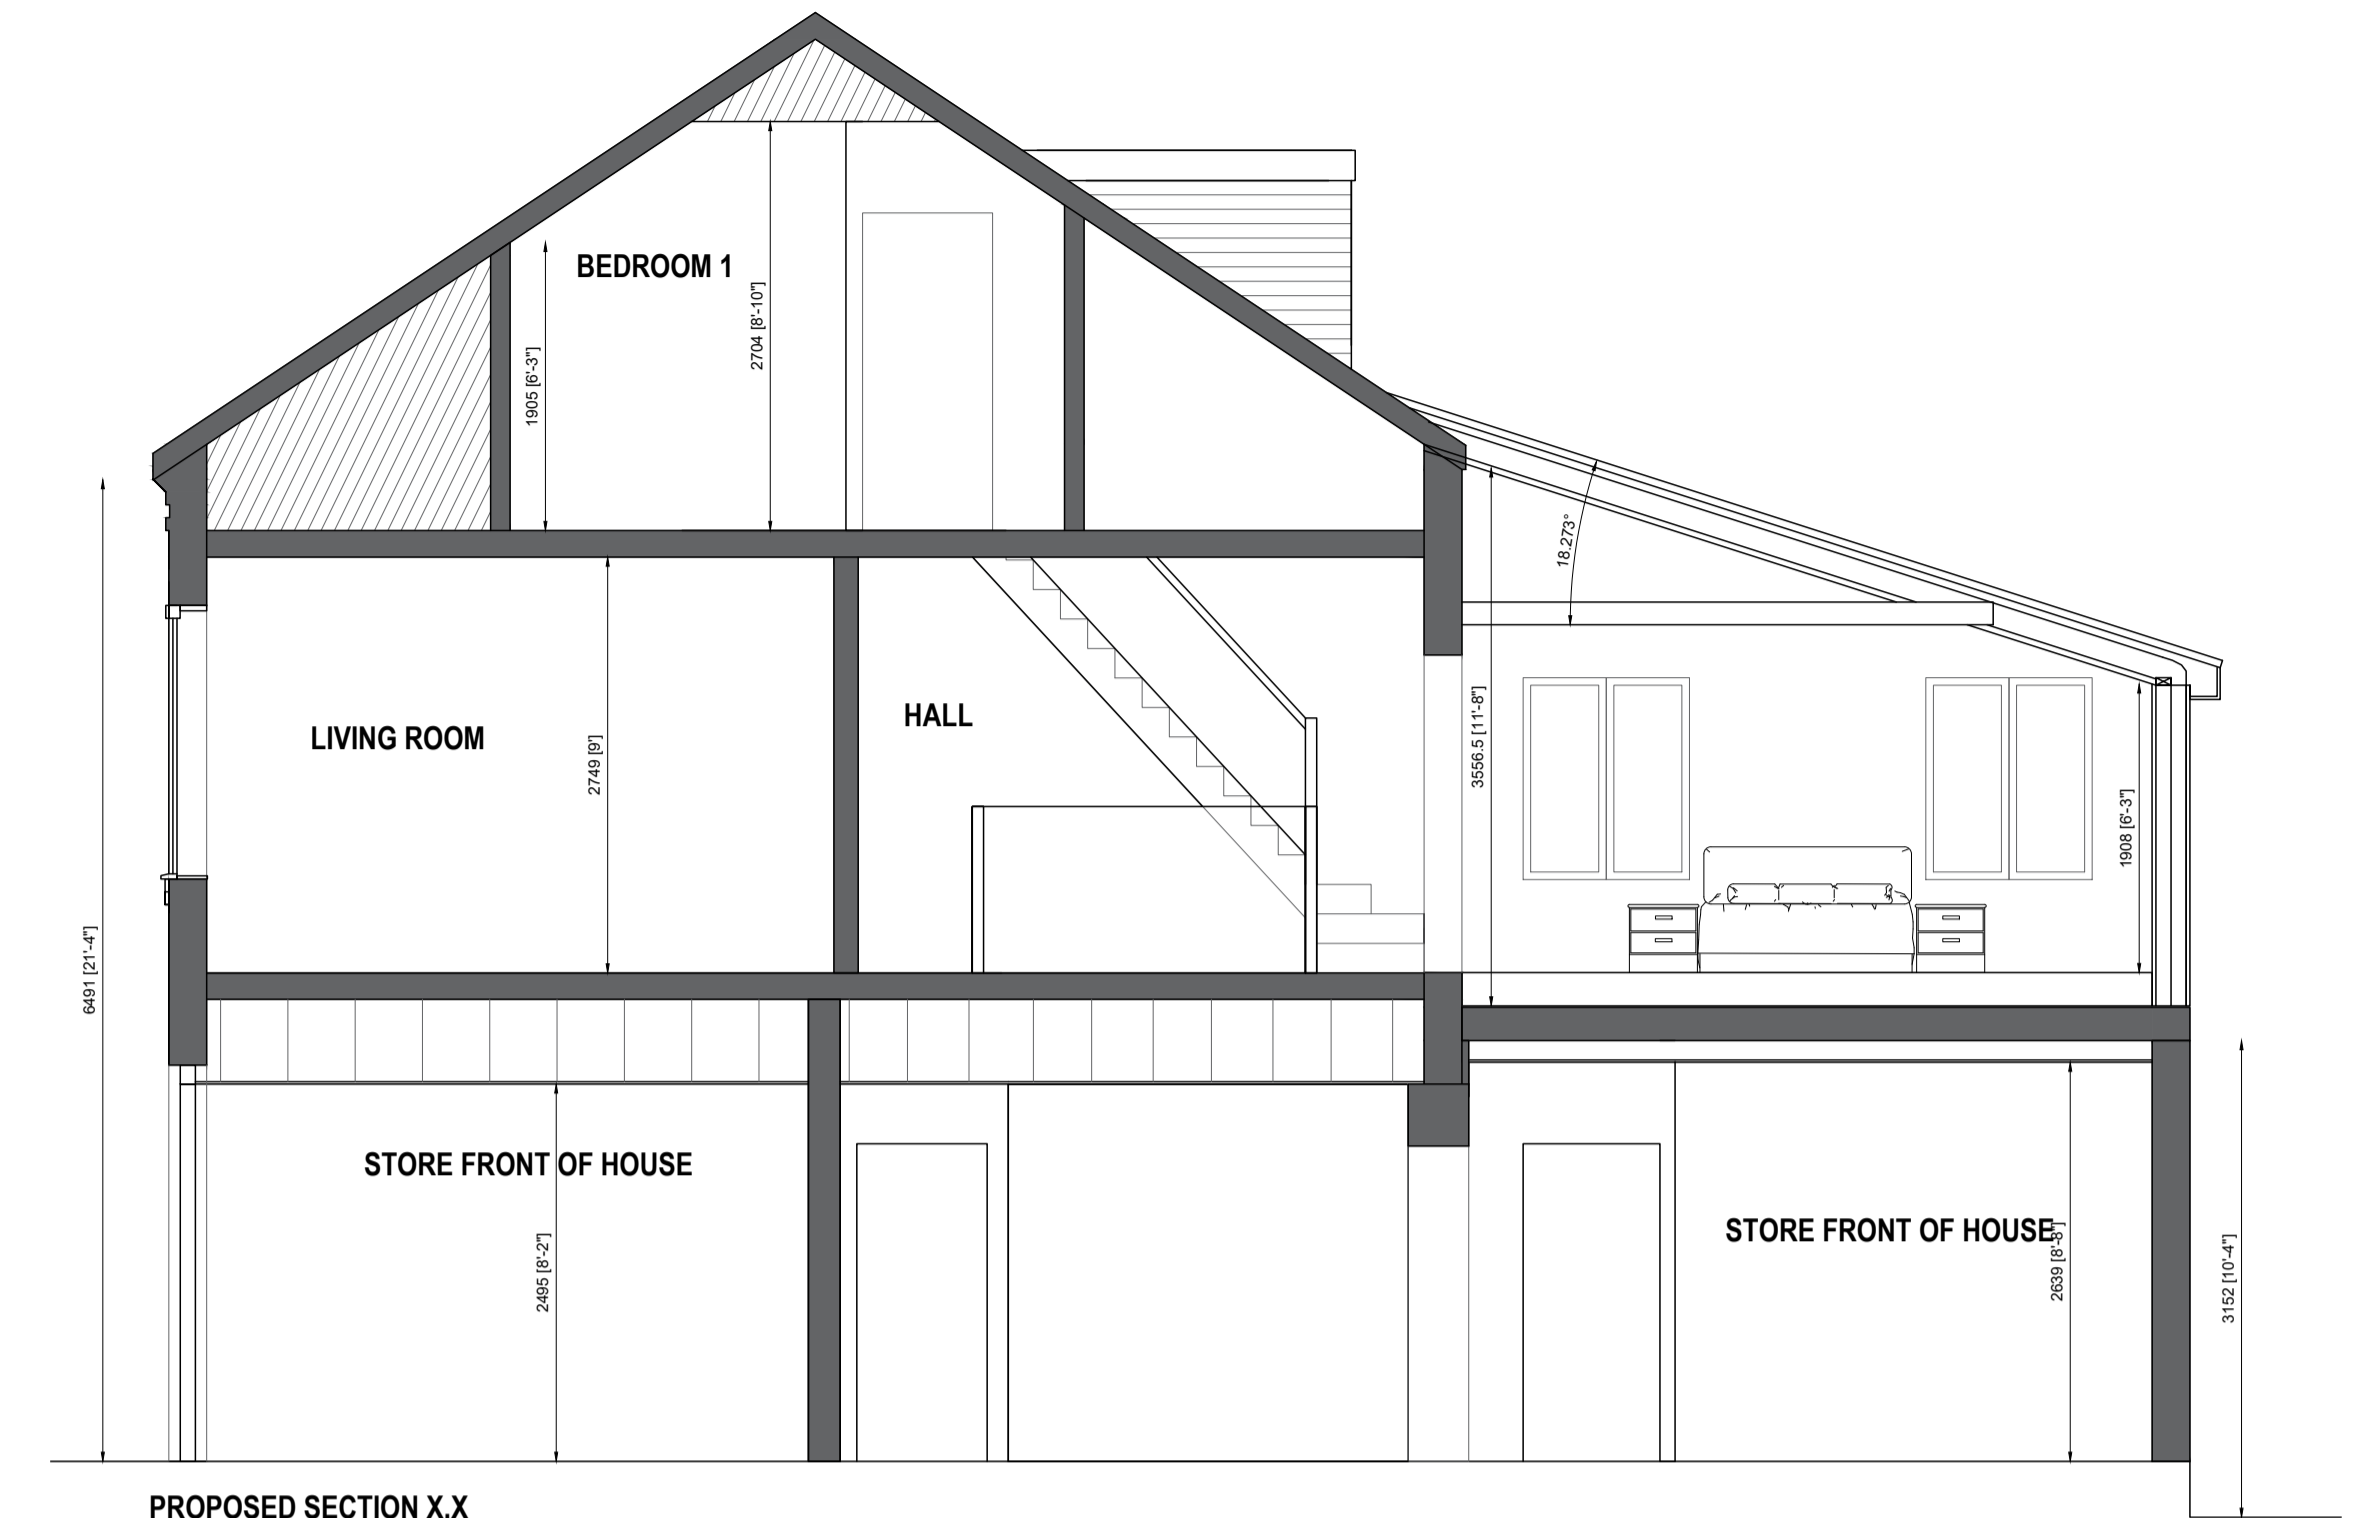 BEDROOM 1
2704 [8'-10"]
1905 [6'-3"]
18.273°
LIVING ROOM
2749 [9']
HALL
3556.5 [11'-8"]
1908 [6'-3"]
6491 [21'-4"]
STORE FRONT OF HOUSE
2495 [8'-2"]
STORE FRONT OF HOUSE
2639 [8'-8"]
3152 [10'-4"]
PROPOSED SECTION X.X